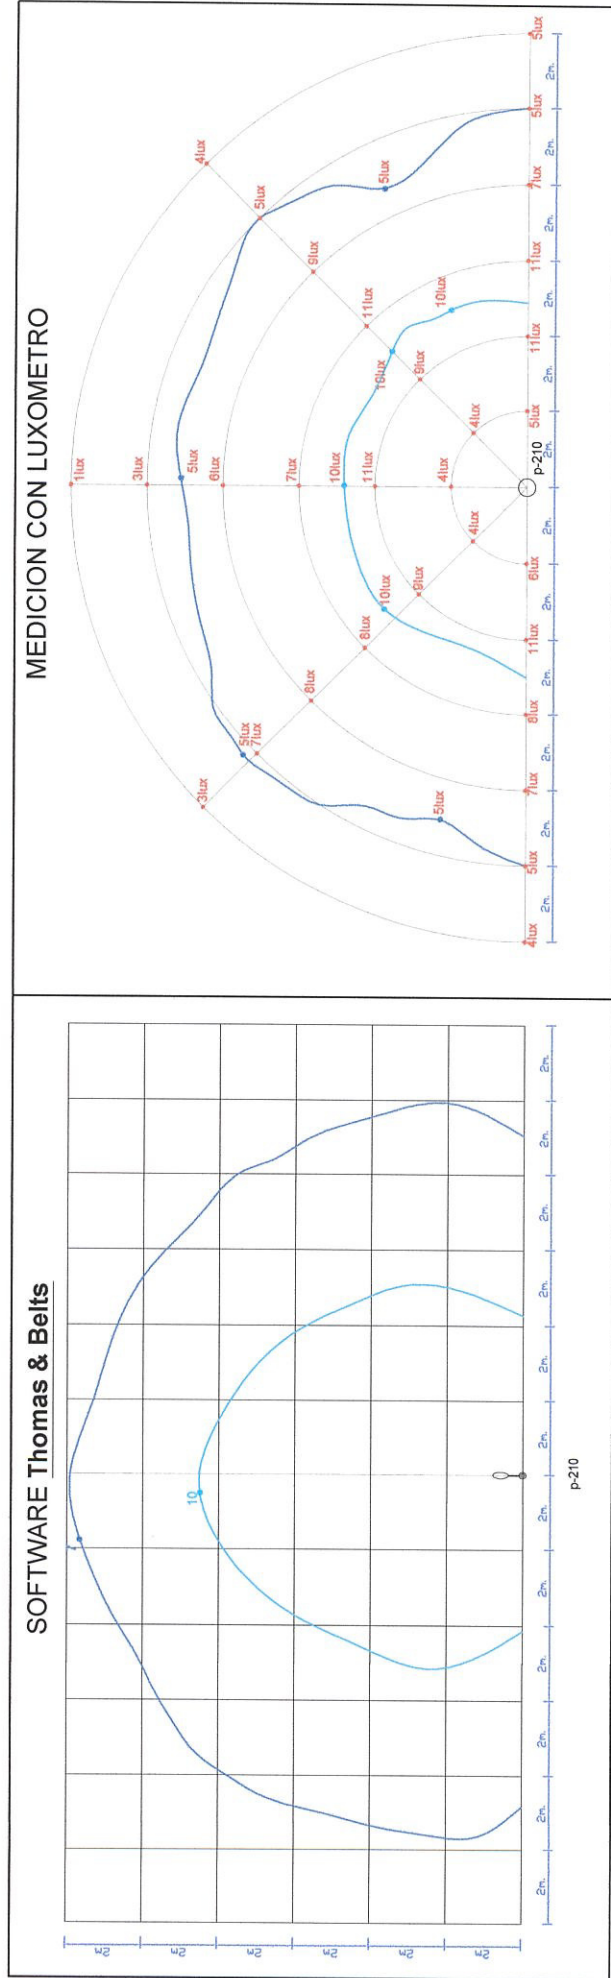 SOFTWARE Thomas & Belts
10
2m
2m
2m
2m
2m
2m
2m. 2m. 2m. 2m. 2m. 2m. 2m. 2m. 2m. 2m. 2m. 2m.
p-210
MEDICION CON LUXOMETRO
1lux
3lux
5lux
4lux
3lux
6lux
5lux
7lux
5lux
7lux
8lux
9lux
10lux
11lux
8lux
11lux
10lux
5lux
10lux
9lux
9lux
5lux
4lux
10lux
4lux
4lux
p-210
4lux 5lux 7lux 8lux 11lux 6lux 5lux 11lux 11lux 7lux 5lux 5lux
2m. 2m. 2m. 2m. 2m. 2m. 2m. 2m. 2m. 2m. 2m. 2m.